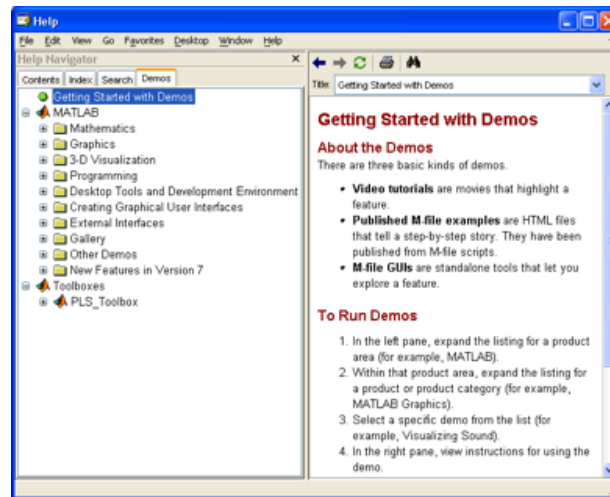 Help
File Edit View Go Favorites Desktop Window Help
Help Navigator
Contents Index Search Demos
Getting Started with Demos
MATLAB
Mathematics
Graphics
3-D Visualization
Programming
Desktop Tools and Development Environment
Creating Graphical User Interfaces
External Interfaces
Gallery
Other Demos
New Features in Version 7
Toolboxes
PLS_Toolbox
Title: Getting Started with Demos
Getting Started with Demos
About the Demos
There are three basic kinds of demos.
• Video tutorials are movies that highlight a
feature.
• Published M-file examples are HTML files
that tell a step-by-step story. They have been
published from M-file scripts.
• M-file GUIs are standalone tools that let you
explore a feature.
To Run Demos
1. In the left pane, expand the listing for a product
area (for example, MATLAB).
2. Within that product area, expand the listing for
a product or product category (for example,
MATLAB Graphics).
3. Select a specific demo from the list (for
example, Visualizing Sound).
4. In the right pane, view instructions for using the
demo.